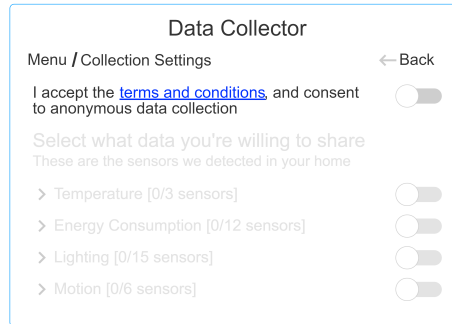 Data Collector
Menu / Collection Settings
Back
I accept the terms and conditions, and consent
to anonymous data collection
Select what data you're willing to share
These are the sensors we detected in your home
Temperature [0/3 sensors]
Energy Consumption [0/12 sensors]
Lighting [0/15 sensors]
Motion [0/6 sensors]